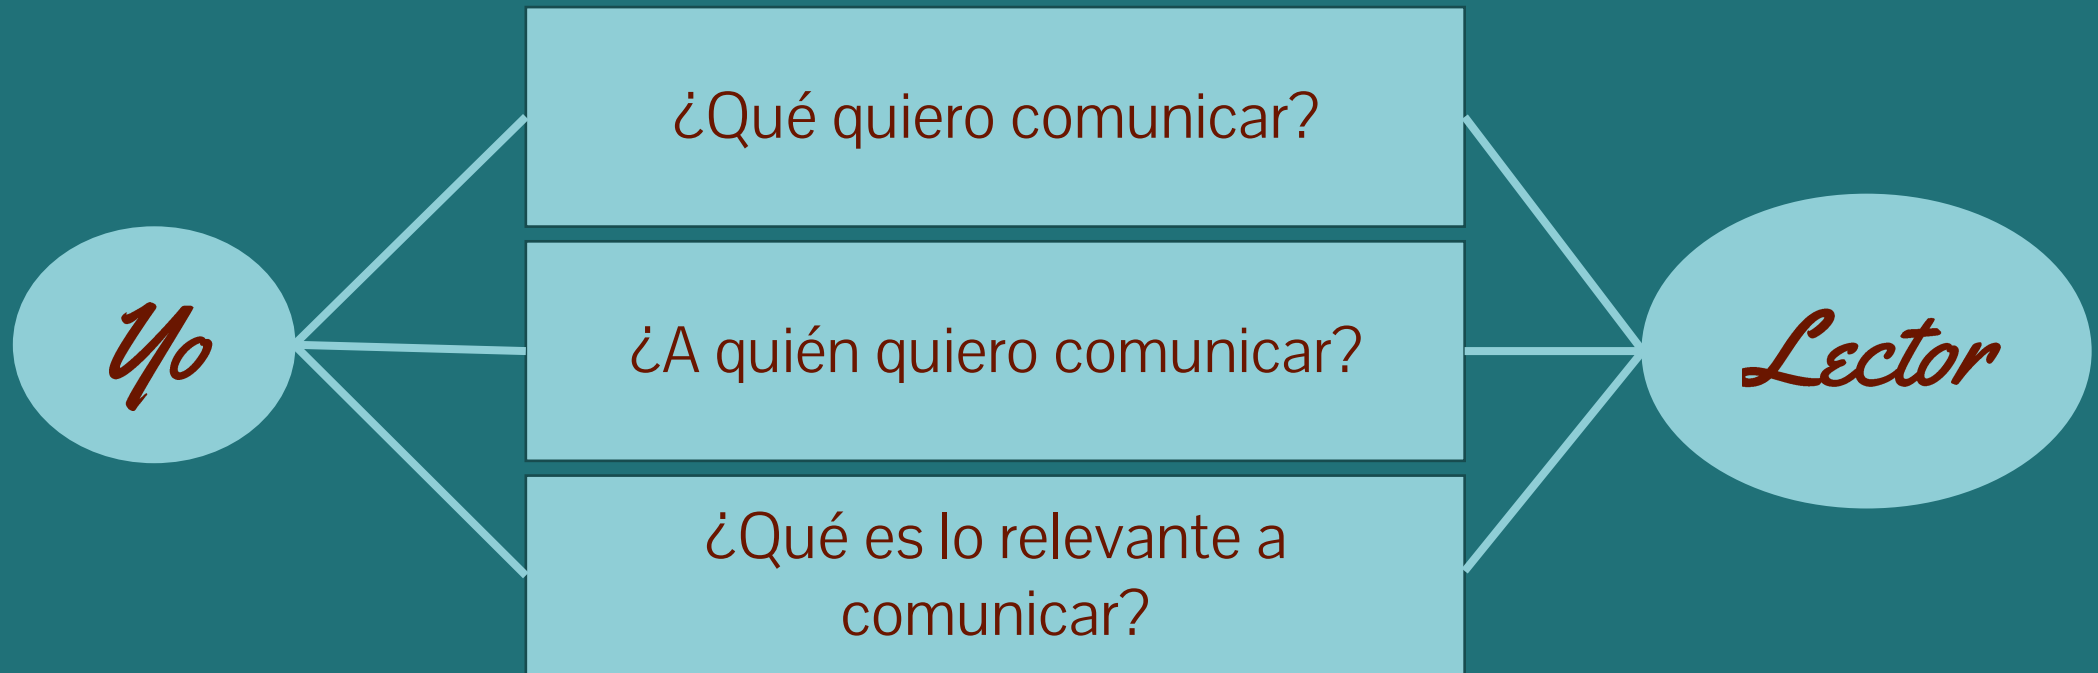 ¿Qué quiero comunicar?
Yo
¿A quién quiero comunicar?
Lector
¿Qué es lo relevante a
comunicar?